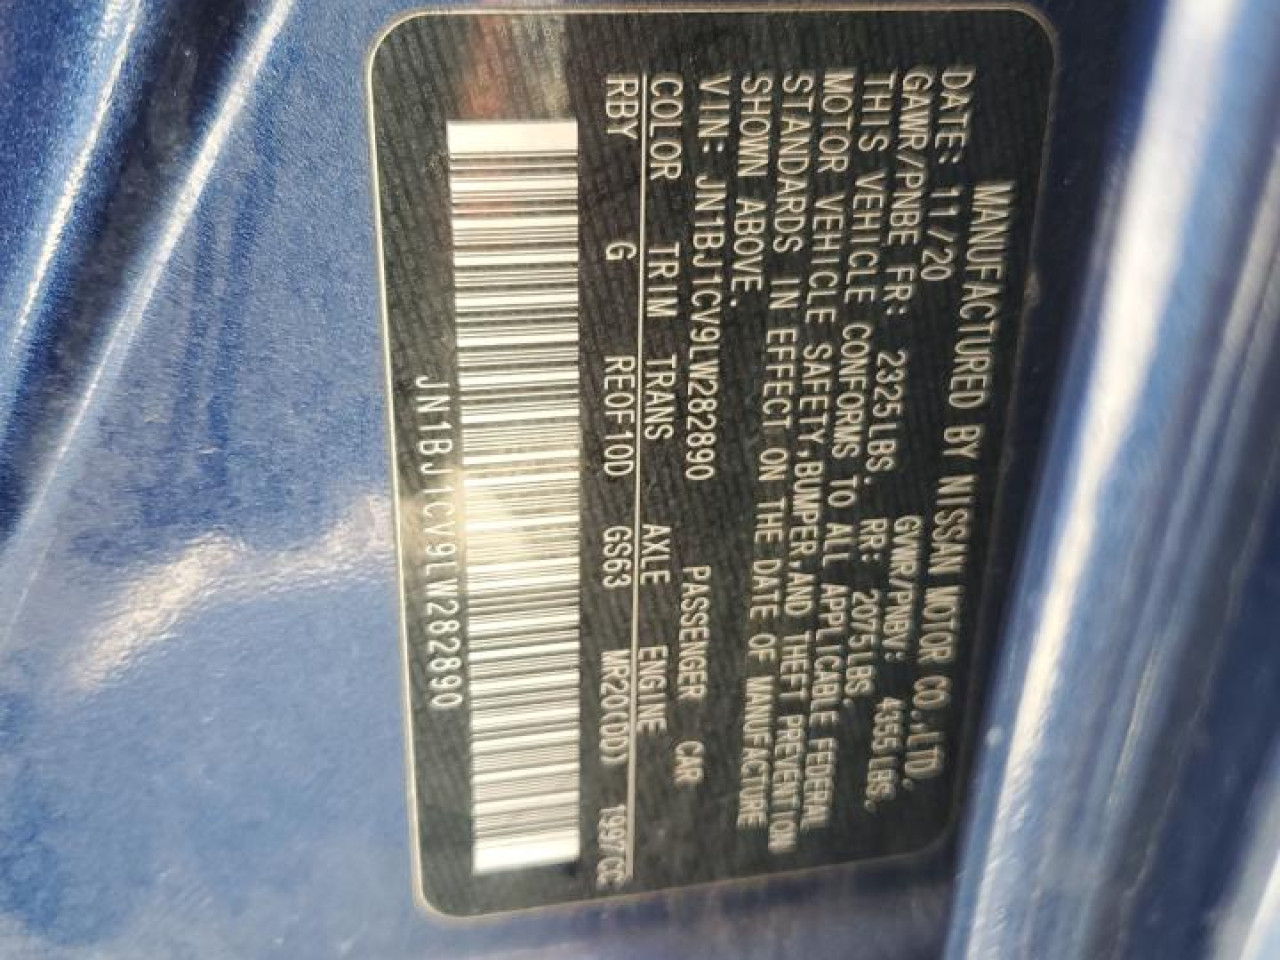 MANUFACTURED BY NISSAN MOTOR CO.,LTD.
DATE: 11/20 GVWR/PNBV: 4355LBS.
GAWR/PNBE FR: 2325LBS. RR: 2075LBS.
THIS VEHICLE CONFORMS TO ALL APPLICABLE FEDERAL
MOTOR VEHICLE SAFETY,BUMPER,AND THEFT PREVENTION
STANDARDS IN EFFECT ON THE DATE OF MANUFACTURE
SHOWN ABOVE.
VIN: JN1BJ1CV9LW282890 PASSENGER CAR
COLOR TRIM TRANS AXLE ENGINE
RBY G RE0F10D GS63 MR20(DD) 1997CC
JN1BJ1CV9LW282890